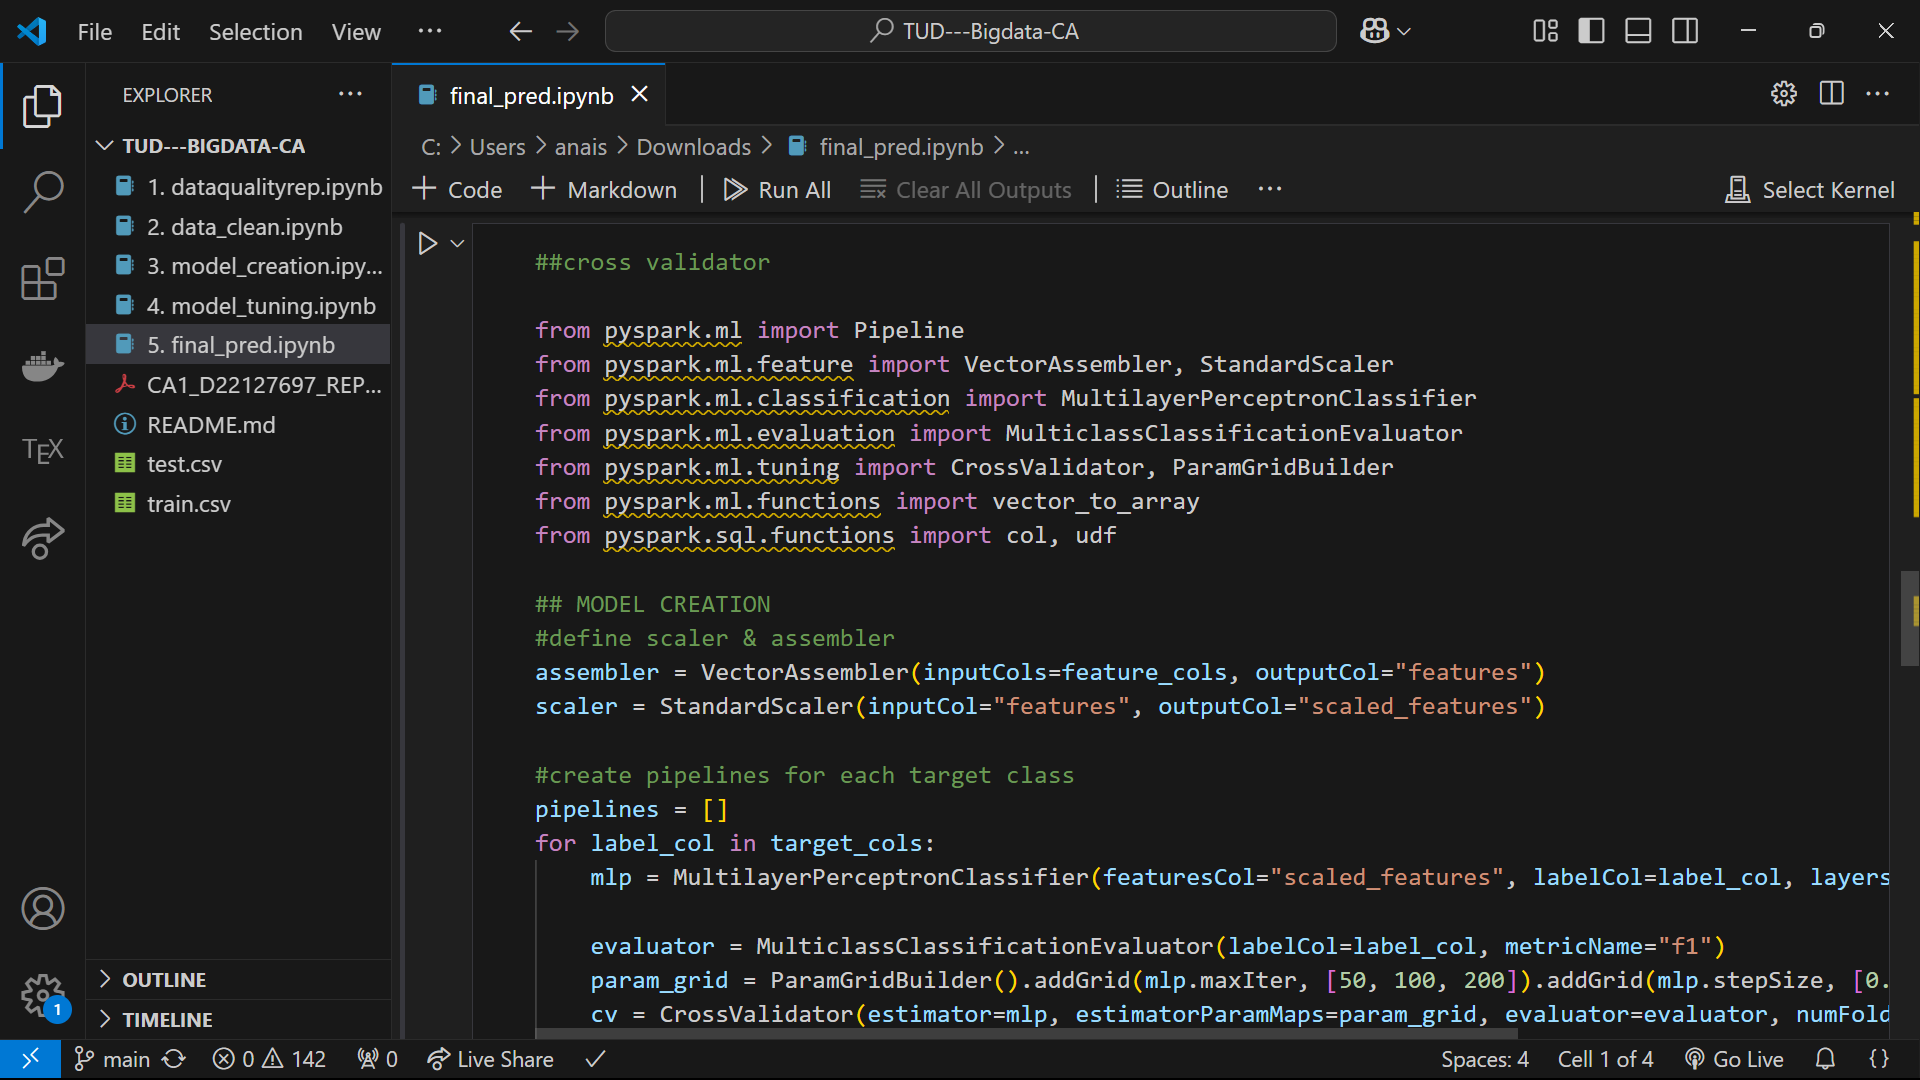 File Edit Selection View ··· TUD---Bigdata-CA
EXPLORER ···
TUD---BIGDATA-CA
1. dataqualityrep.ipynb
2. data_clean.ipynb
3. model_creation.ipy...
4. model_tuning.ipynb
5. final_pred.ipynb
CA1_D22127697_REP...
README.md
test.csv
train.csv
OUTLINE
TIMELINE
TEX
1
final_pred.ipynb
C: > Users > anais > Downloads > final_pred.ipynb > ...
+ Code + Markdown | Run All Clear All Outputs | Outline ··· Select Kernel
##cross validator
from pyspark.ml import Pipeline
from pyspark.ml.feature import VectorAssembler, StandardScaler
from pyspark.ml.classification import MultilayerPerceptronClassifier
from pyspark.ml.evaluation import MulticlassClassificationEvaluator
from pyspark.ml.tuning import CrossValidator, ParamGridBuilder
from pyspark.ml.functions import vector_to_array
from pyspark.sql.functions import col, udf
## MODEL CREATION
#define scaler & assembler
assembler = VectorAssembler(inputCols=feature_cols, outputCol="features")
scaler = StandardScaler(inputCol="features", outputCol="scaled_features")
#create pipelines for each target class
pipelines = []
for label_col in target_cols:
mlp = MultilayerPerceptronClassifier(featuresCol="scaled_features", labelCol=label_col, layers
evaluator = MulticlassClassificationEvaluator(labelCol=label_col, metricName="f1")
param_grid = ParamGridBuilder().addGrid(mlp.maxIter, [50, 100, 200]).addGrid(mlp.stepSize, [0.
cv = CrossValidator(estimator=mlp, estimatorParamMaps=param_grid, evaluator=evaluator, numFold
main 0 142 0 Live Share Spaces: 4 Cell 1 of 4 Go Live {}